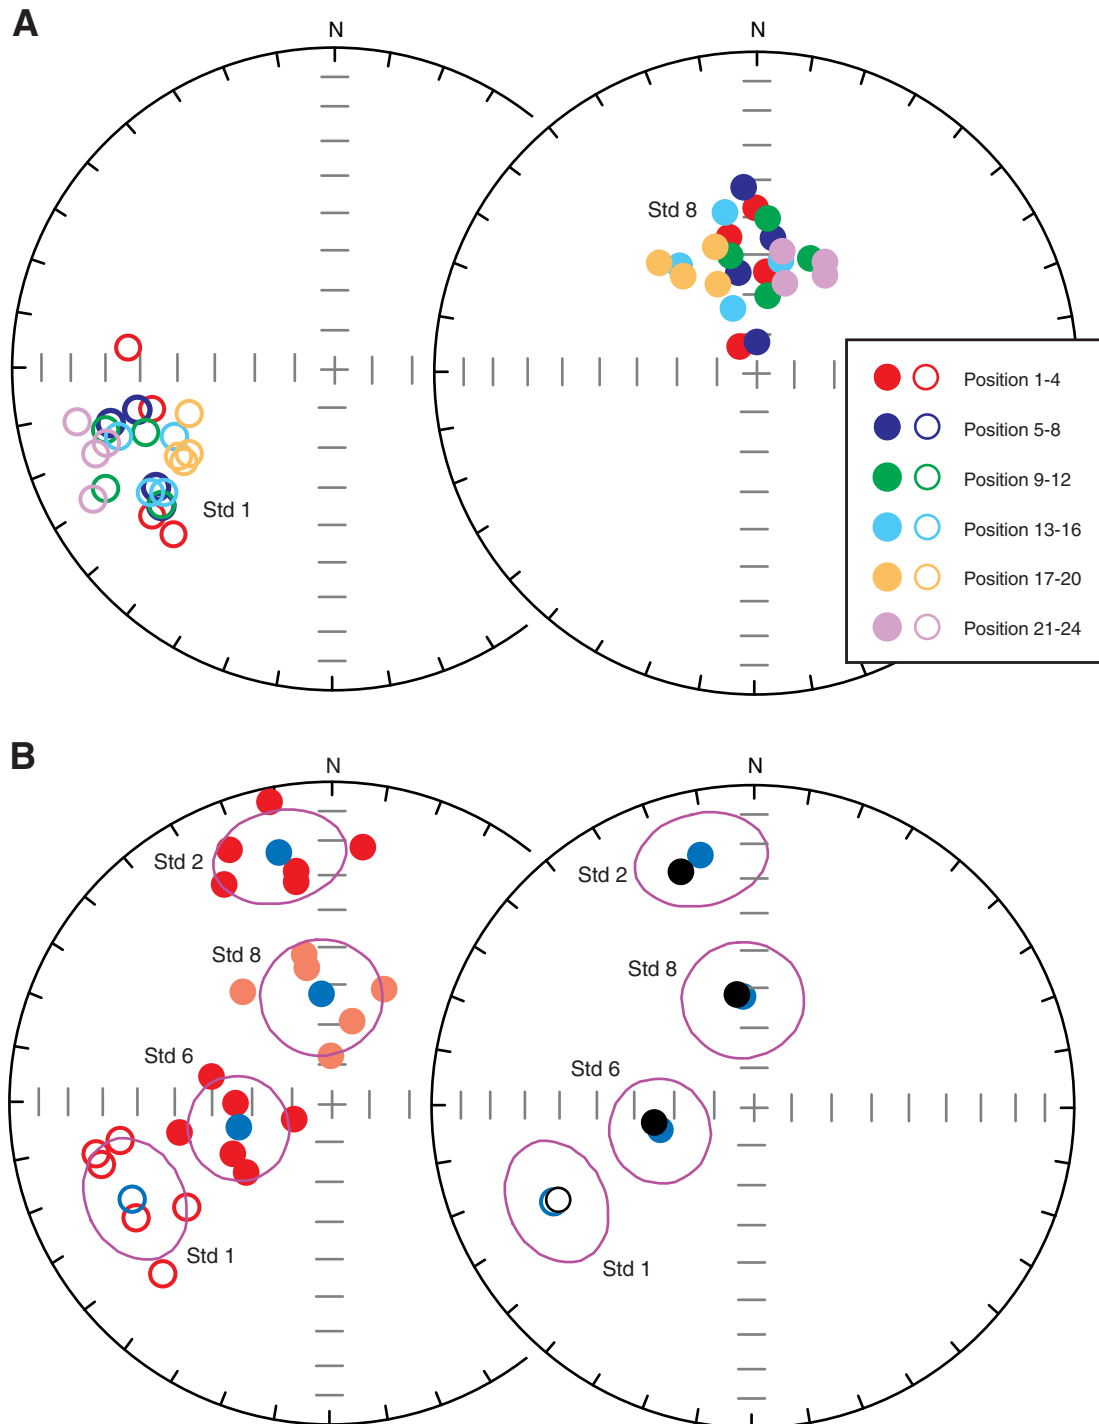 A
N
N
Std 8
Std 1
Position 1-4
Position 5-8
Position 9-12
Position 13-16
Position 17-20
Position 21-24
B
N
N
Std 2
Std 8
Std 6
Std 1
Std 2
Std 8
Std 6
Std 1